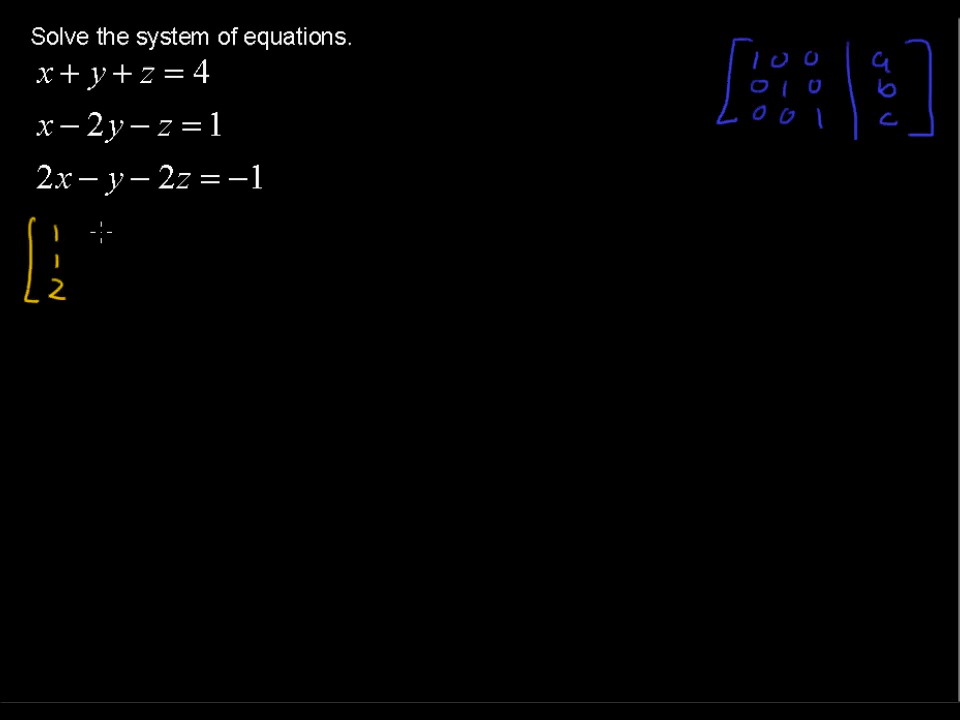 Solve the system of equations.
x + y + z = 4
x − 2y − z = 1
2x − y − 2z = −1
[ 1
1
2
[ 1 0 0 | a ]
0 1 0 | b
0 0 1 | c